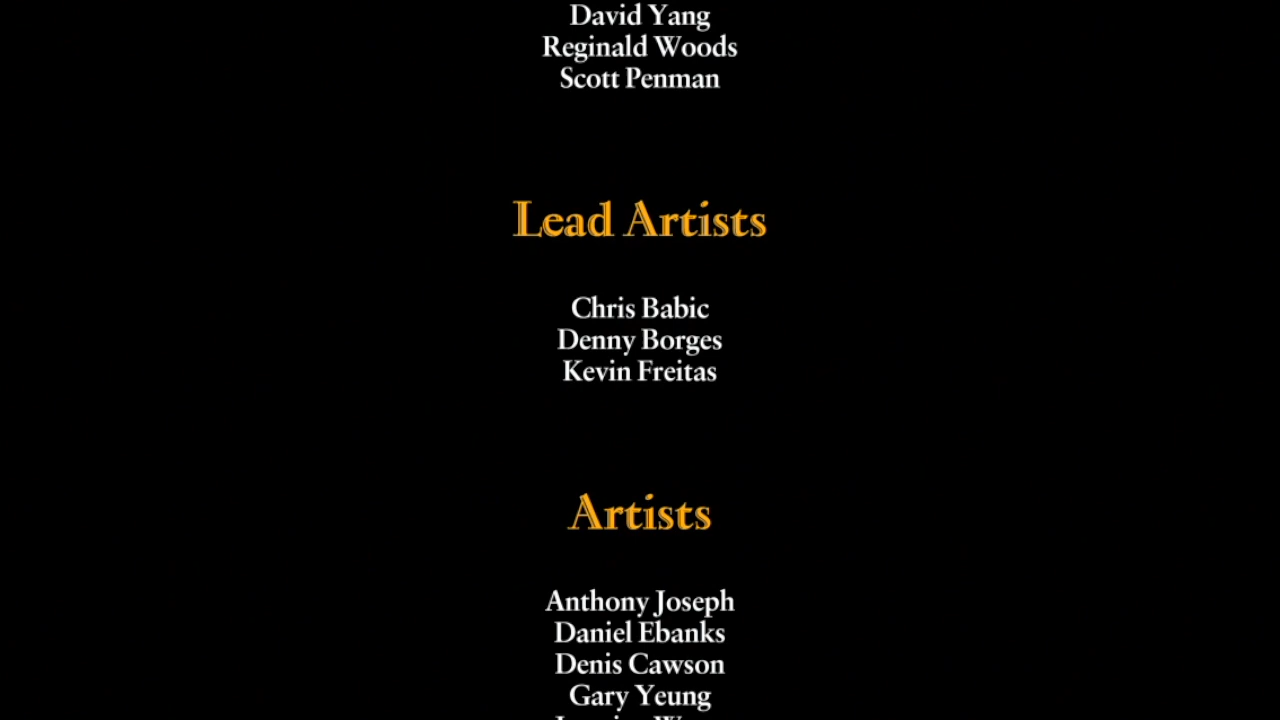 David Yang
Reginald Woods
Scott Penman
Lead Artists
Chris Babic
Denny Borges
Kevin Freitas
Artists
Anthony Joseph
Daniel Ebanks
Denis Cawson
Gary Yeung